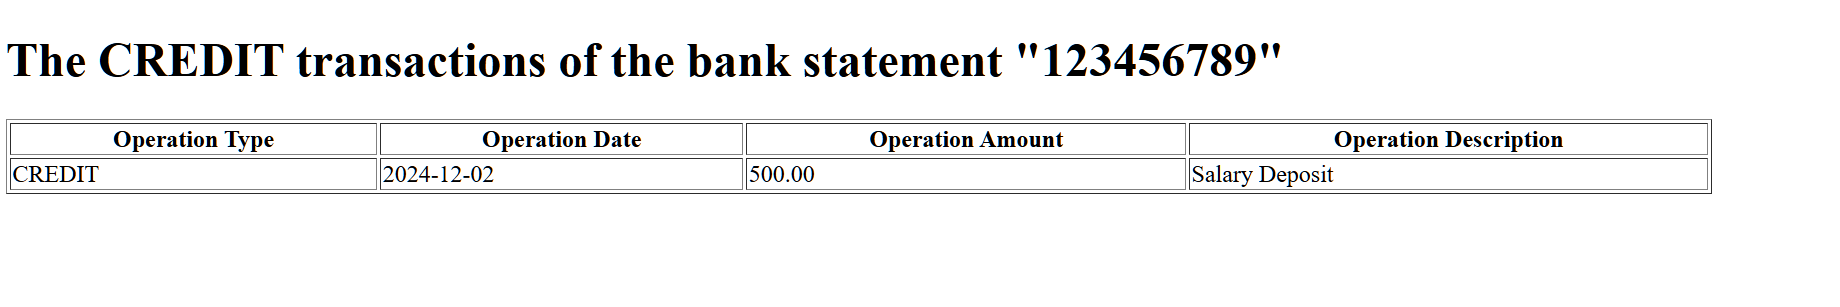 The CREDIT transactions of the bank statement "123456789"
Operation Type Operation Date Operation Amount Operation Description
CREDIT 2024-12-02 500.00 Salary Deposit